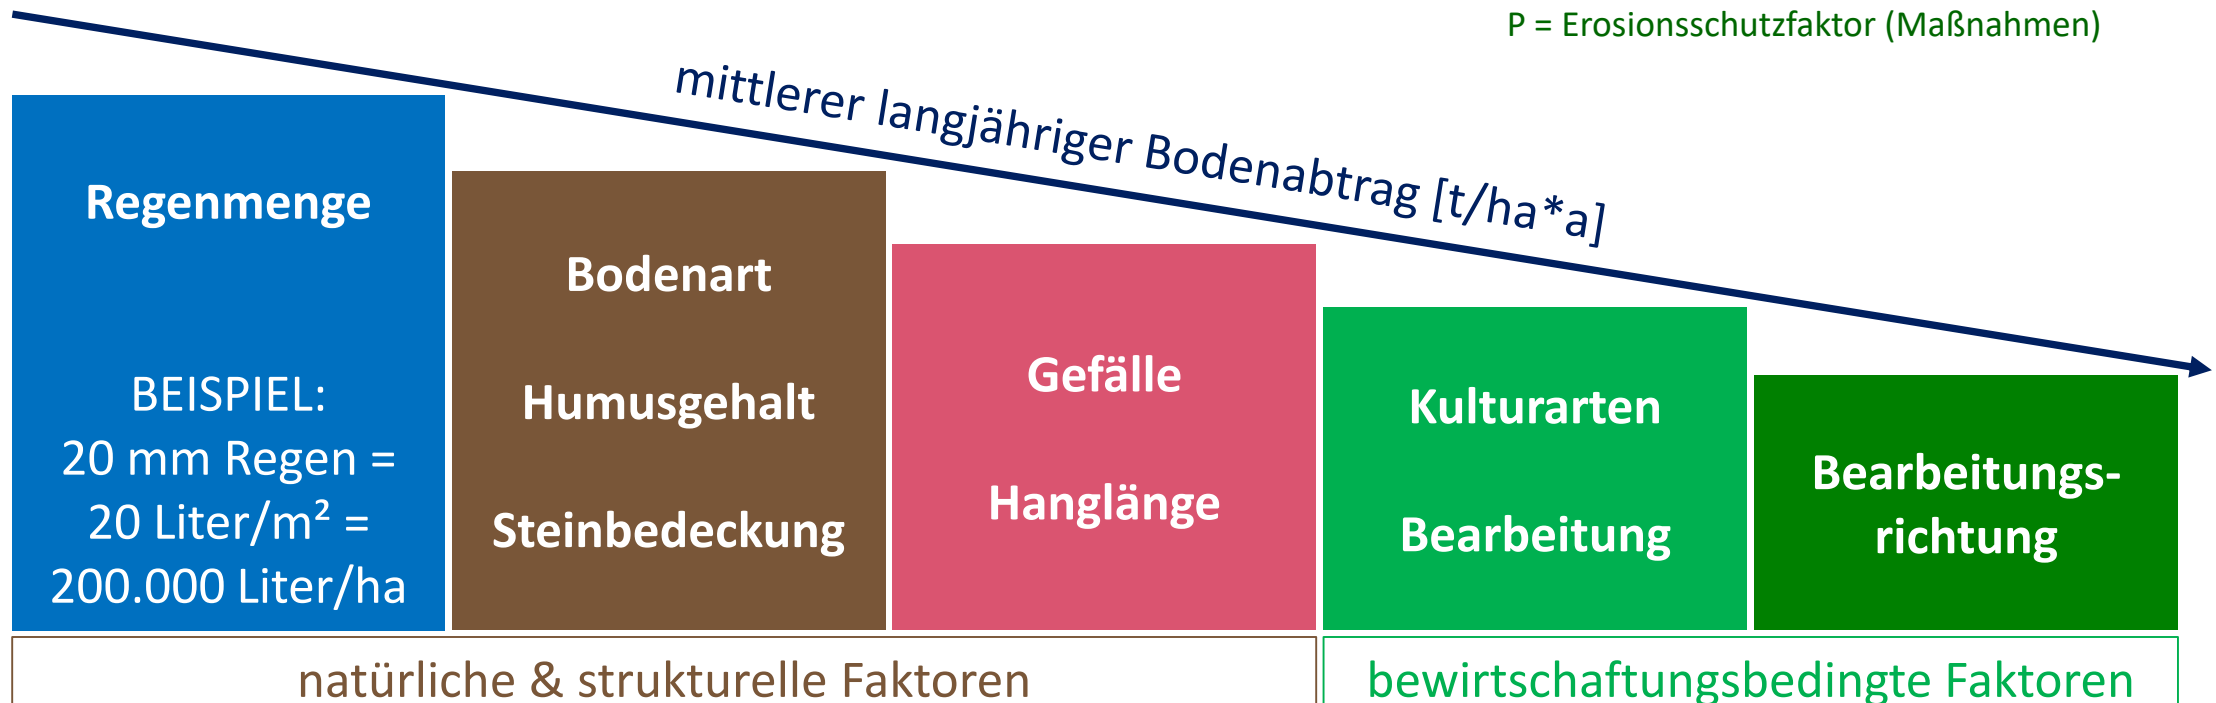 P = Erosionsschutzfaktor (Maßnahmen)
mittlerer langjähriger Bodenabtrag [t/ha*a]
Regenmenge
BEISPIEL:
20 mm Regen =
20 Liter/m² =
200.000 Liter/ha
Bodenart
Humusgehalt
Steinbedeckung
Gefälle
Hanglänge
Kulturarten
Bearbeitung
Bearbeitungs-
richtung
natürliche & strukturelle Faktoren
bewirtschaftungsbedingte Faktoren